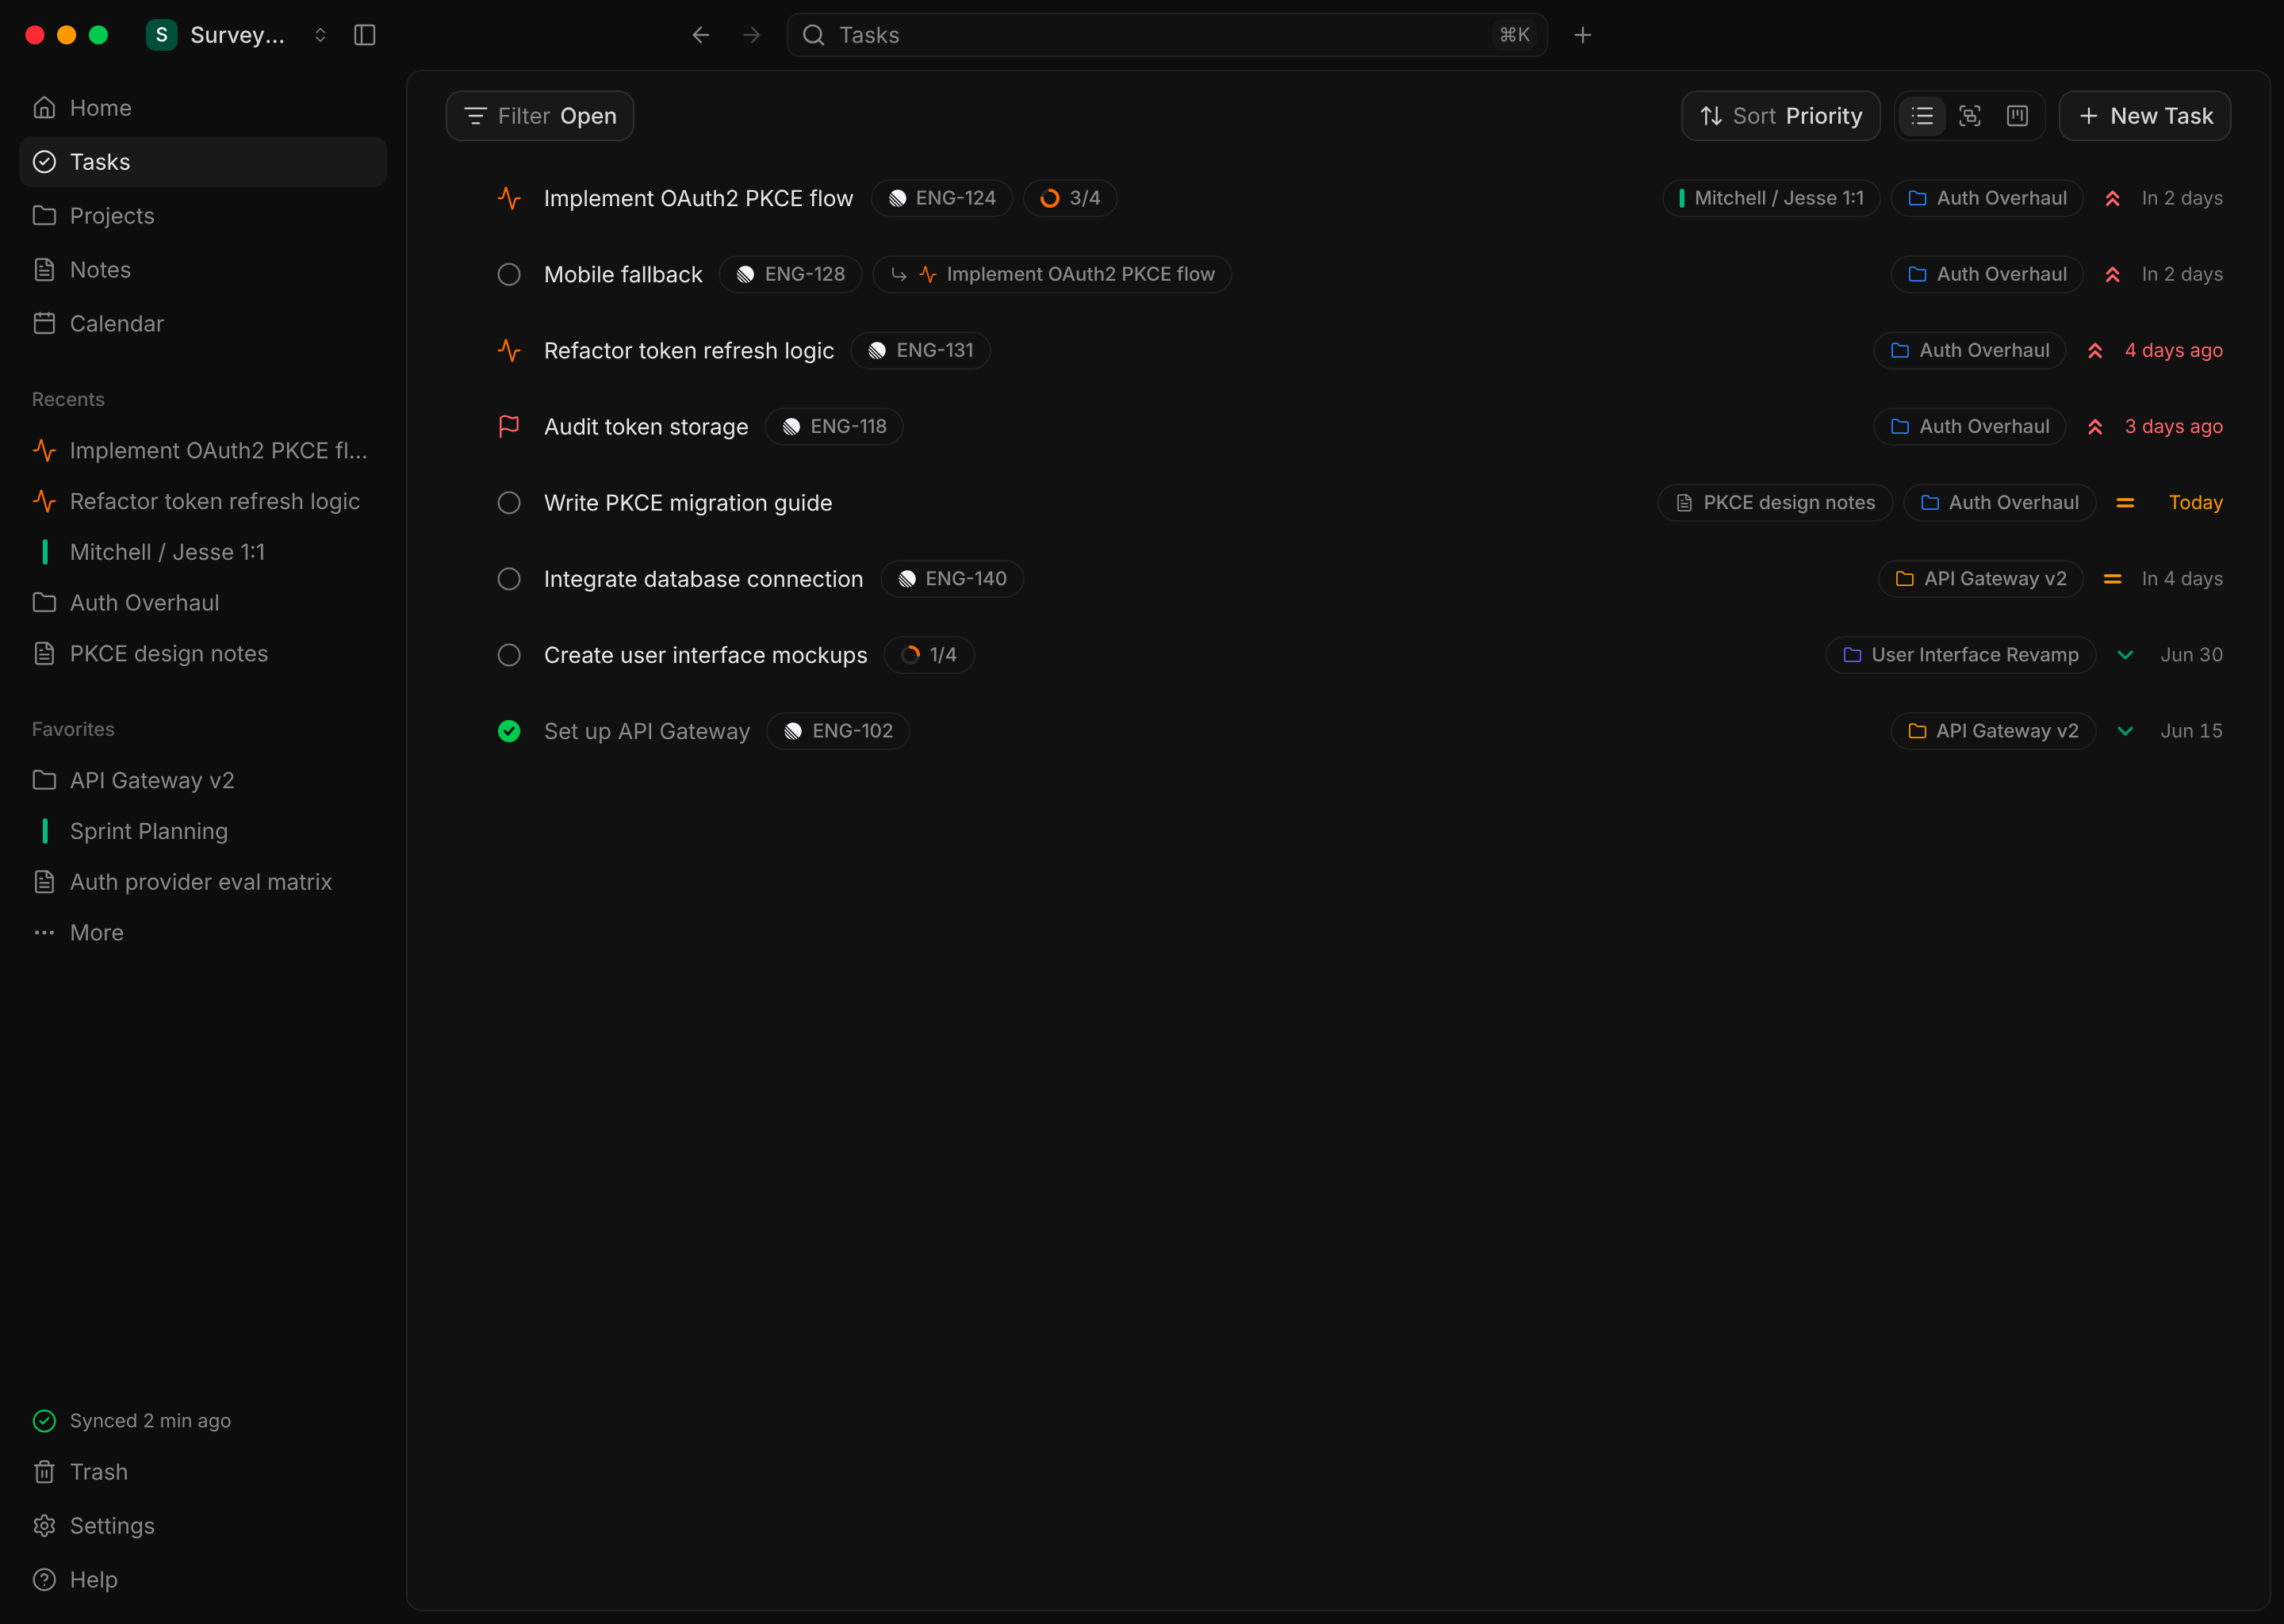 S Survey...
Tasks ⌘K
Home
Tasks
Projects
Notes
Calendar
Recents
Implement OAuth2 PKCE fl...
Refactor token refresh logic
Mitchell / Jesse 1:1
Auth Overhaul
PKCE design notes
Favorites
API Gateway v2
Sprint Planning
Auth provider eval matrix
More
Synced 2 min ago
Trash
Settings
Help
Filter Open Sort Priority New Task
Implement OAuth2 PKCE flow ENG-124 3/4 Mitchell / Jesse 1:1 Auth Overhaul In 2 days
Mobile fallback ENG-128 Implement OAuth2 PKCE flow Auth Overhaul In 2 days
Refactor token refresh logic ENG-131 Auth Overhaul 4 days ago
Audit token storage ENG-118 Auth Overhaul 3 days ago
Write PKCE migration guide PKCE design notes Auth Overhaul Today
Integrate database connection ENG-140 API Gateway v2 In 4 days
Create user interface mockups 1/4 User Interface Revamp Jun 30
Set up API Gateway ENG-102 API Gateway v2 Jun 15